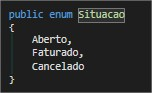 public enum Situacao
{
    Aberto,
    Faturado,
    Cancelado
}